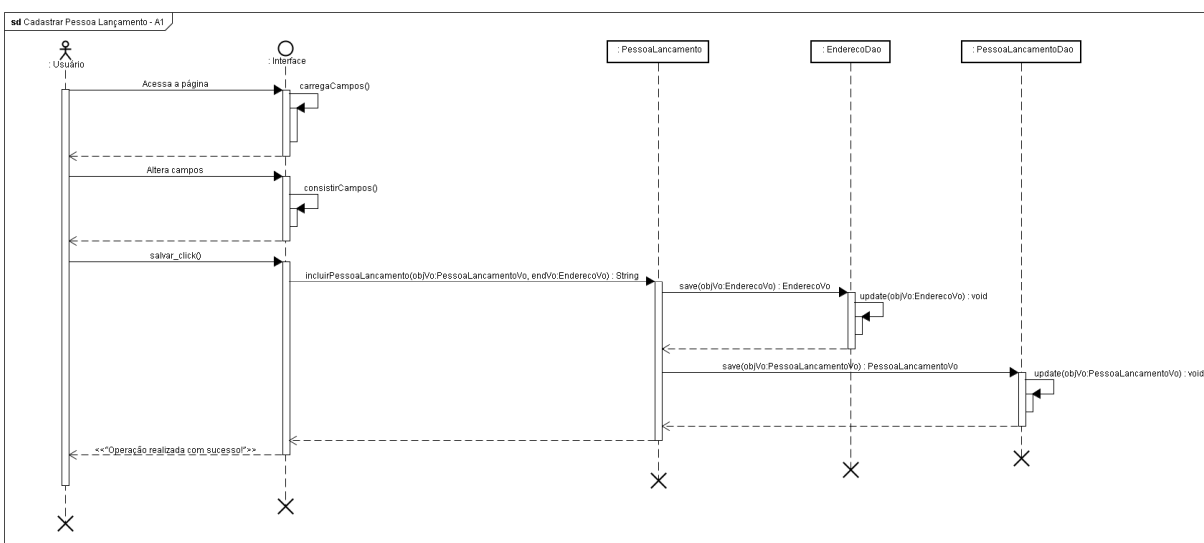 sd Cadastrar Pessoa Lançamento - A1
: Usuário
: Interface
: PessoaLancamento
: EnderecoDao
: PessoaLancamentoDao
Acessa a página
carregaCampos()
Altera campos
consistirCampos()
salvar_click()
incluirPessoaLancamento(objVo:PessoaLancamentoVo, endVo:EnderecoVo) : String
save(objVo:EnderecoVo) : EnderecoVo
update(objVo:EnderecoVo) : void
save(objVo:PessoaLancamentoVo) : PessoaLancamentoVo
update(objVo:PessoaLancamentoVo) : void
<<"Operação realizada com sucesso!">>